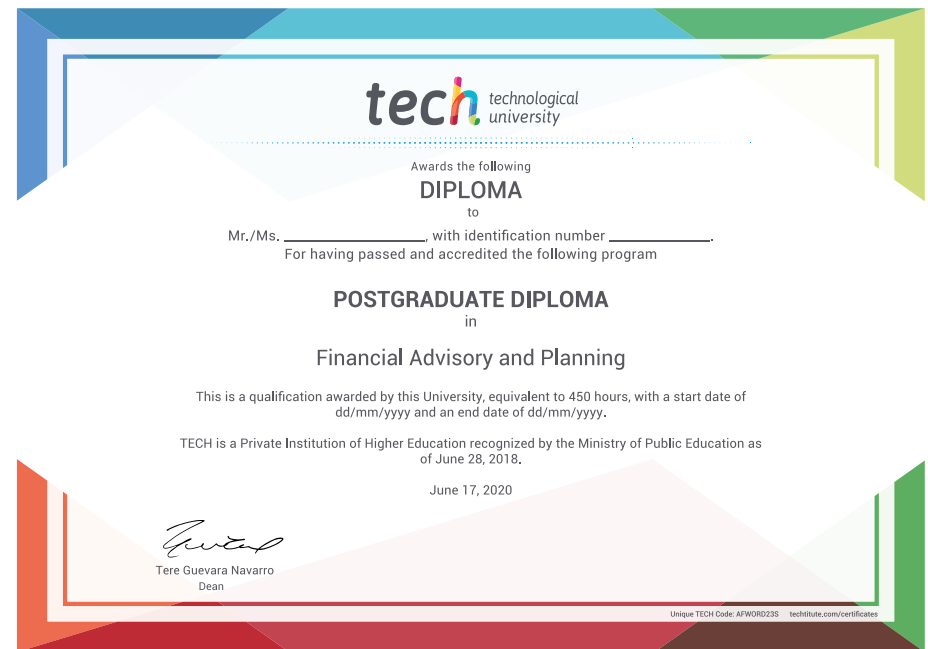 tech technological
university
Awards the following
DIPLOMA
to
Mr./Ms. ____________________, with identification number ______________.
For having passed and accredited the following program
POSTGRADUATE DIPLOMA
in
Financial Advisory and Planning
This is a qualification awarded by this University, equivalent to 450 hours, with a start date of
dd/mm/yyyy and an end date of dd/mm/yyyy.
TECH is a Private Institution of Higher Education recognized by the Ministry of Public Education as
of June 28, 2018.
June 17, 2020
Tere Guevara Navarro
Dean
Unique TECH Code: AFWORD23S techtitute.com/certificates